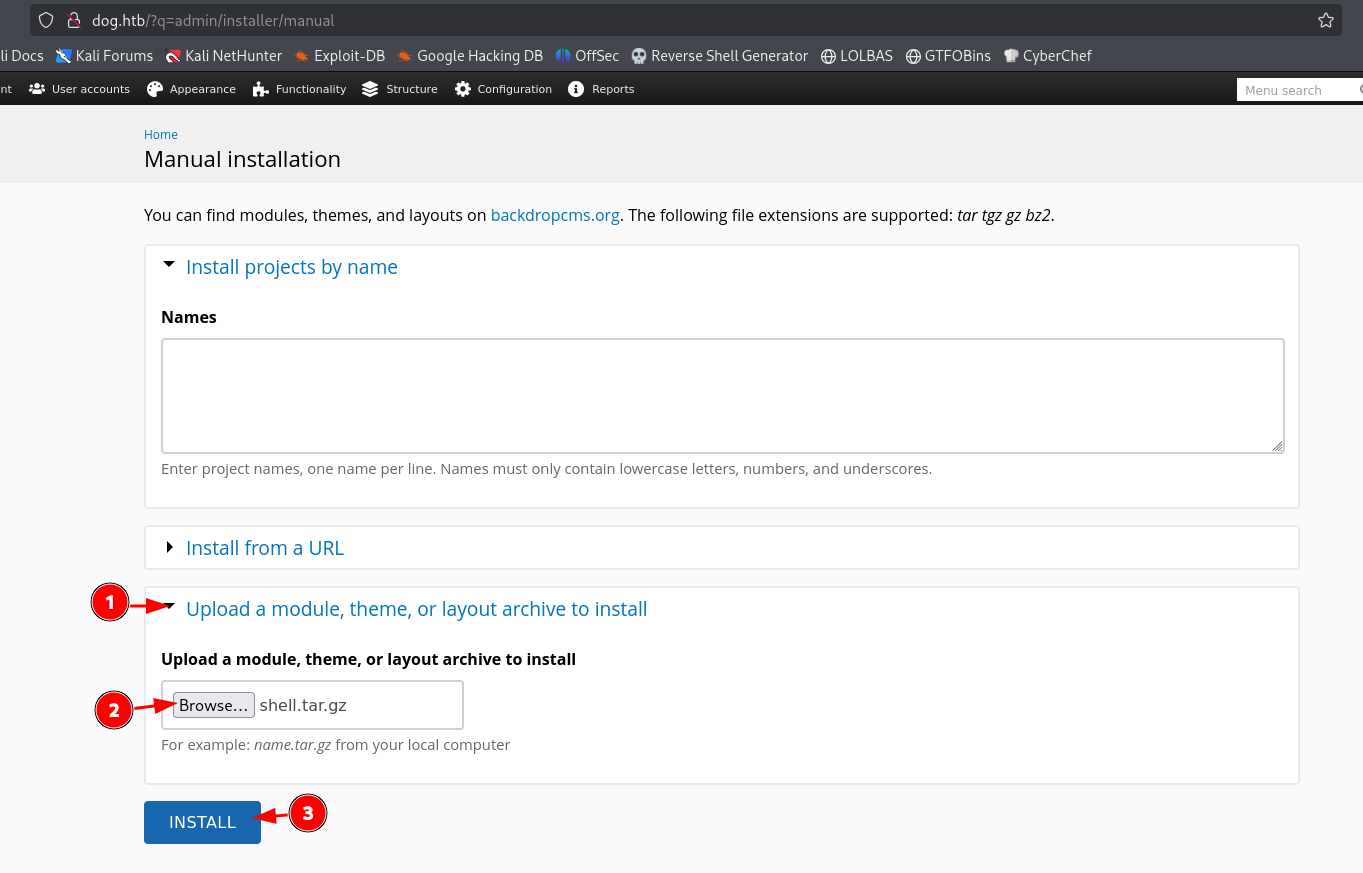 dog.htb/?q=admin/installer/manual
li Docs Kali Forums Kali NetHunter Exploit-DB Google Hacking DB OffSec Reverse Shell Generator LOLBAS GTFOBins CyberChef
nt User accounts Appearance Functionality Structure Configuration Reports Menu search
Home
Manual installation
You can find modules, themes, and layouts on backdropcms.org. The following file extensions are supported: tar tgz gz bz2.
Install projects by name
Names
Enter project names, one name per line. Names must only contain lowercase letters, numbers, and underscores.
Install from a URL
1 Upload a module, theme, or layout archive to install
Upload a module, theme, or layout archive to install
2 Browse... shell.tar.gz
For example: name.tar.gz from your local computer
INSTALL 3